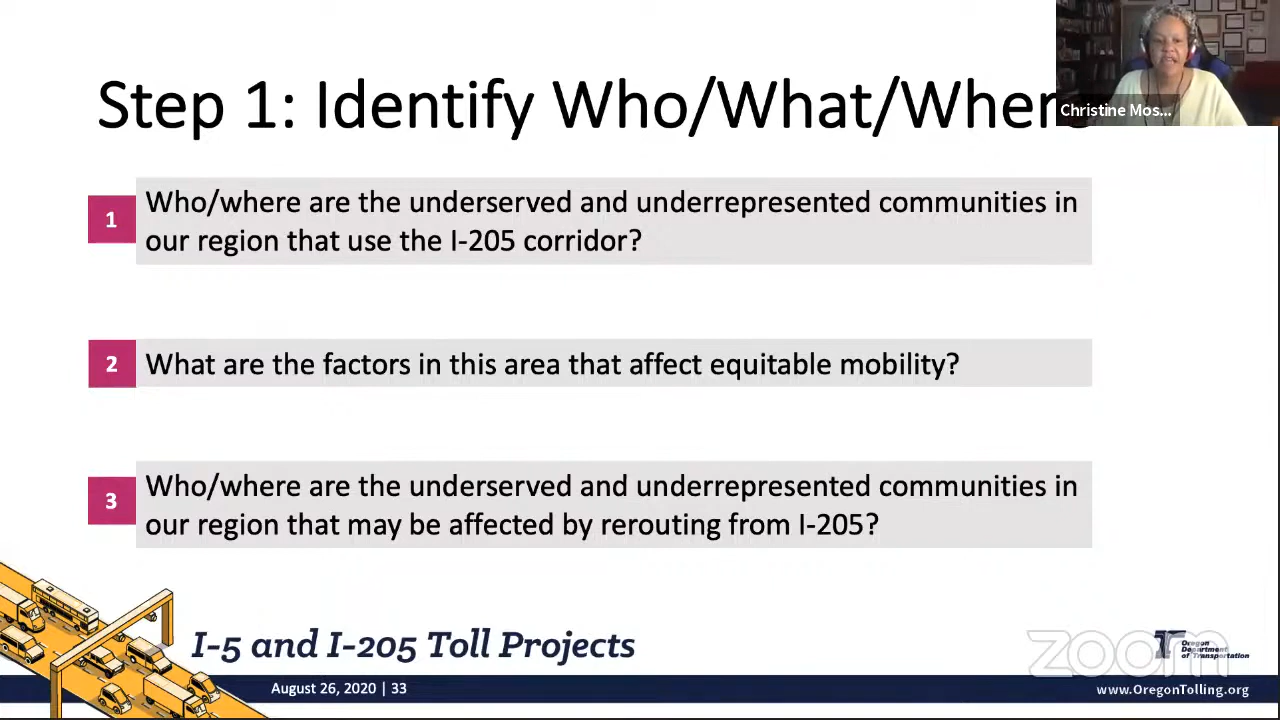 Step 1: Identify Who/What/Where
Christine Mos...
1
Who/where are the underserved and underrepresented communities in
our region that use the I-205 corridor?
2
What are the factors in this area that affect equitable mobility?
3
Who/where are the underserved and underrepresented communities in
our region that may be affected by rerouting from I-205?
I-5 and I-205 Toll Projects
zoom
Oregon
Department
of Transportation
August 26, 2020 | 33
www.OregonTolling.org